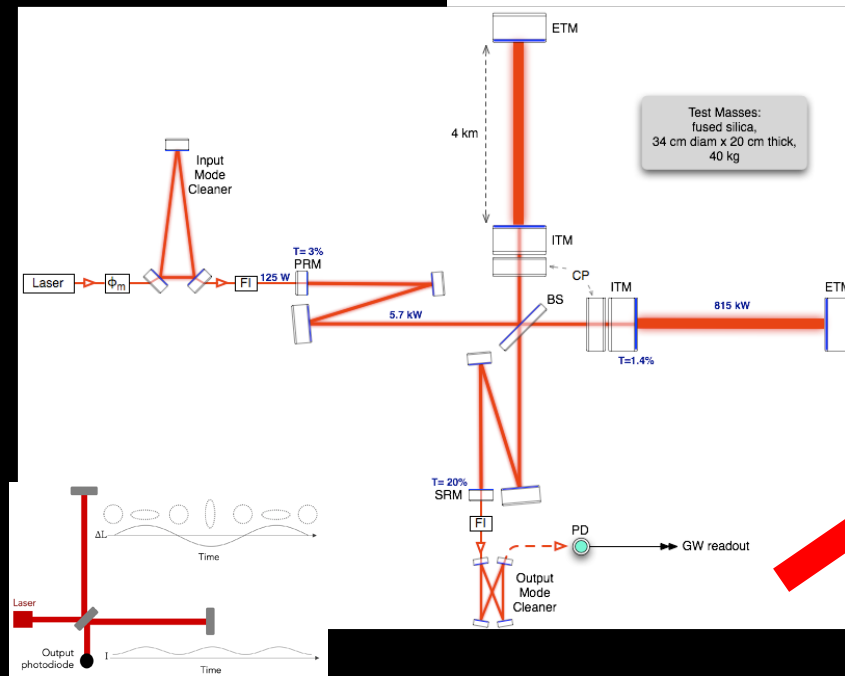 ETM
4 km
Test Masses:
fused silica,
34 cm diam x 20 cm thick,
40 kg
Input
Mode
Cleaner
ITM
T= 3%
PRM
CP
ITM
Laser
ϕm
FI
125 W
BS
815 kW
ETM
5.7 kW
T=1.4%
T= 20%
SRM
FI
PD
GW readout
Output
Mode
Cleaner
ΔL
Time
Laser
Output
photodiode
I
Time